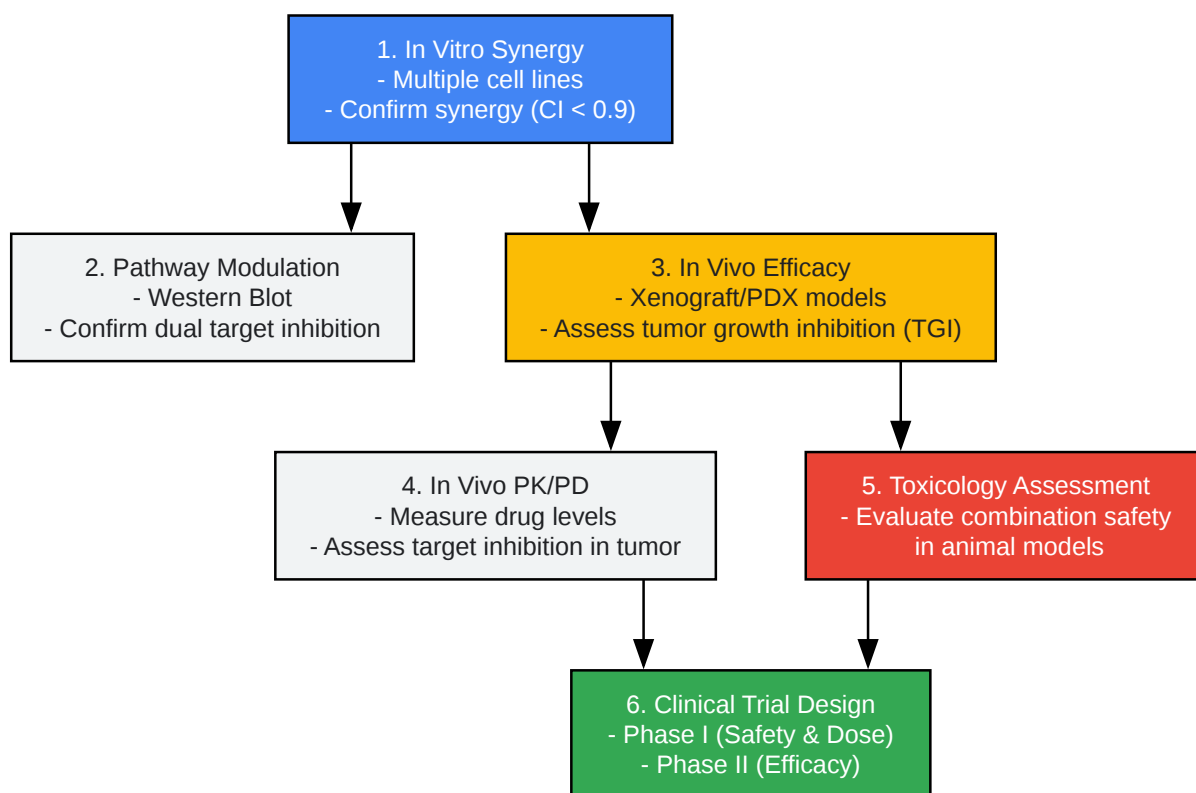 1. In Vitro Synergy
- Multiple cell lines
- Confirm synergy (CI < 0.9)
2. Pathway Modulation
- Western Blot
- Confirm dual target inhibition
3. In Vivo Efficacy
- Xenograft/PDX models
- Assess tumor growth inhibition (TGI)
4. In Vivo PK/PD
- Measure drug levels
- Assess target inhibition in tumor
5. Toxicology Assessment
- Evaluate combination safety
in animal models
6. Clinical Trial Design
- Phase I (Safety & Dose)
- Phase II (Efficacy)